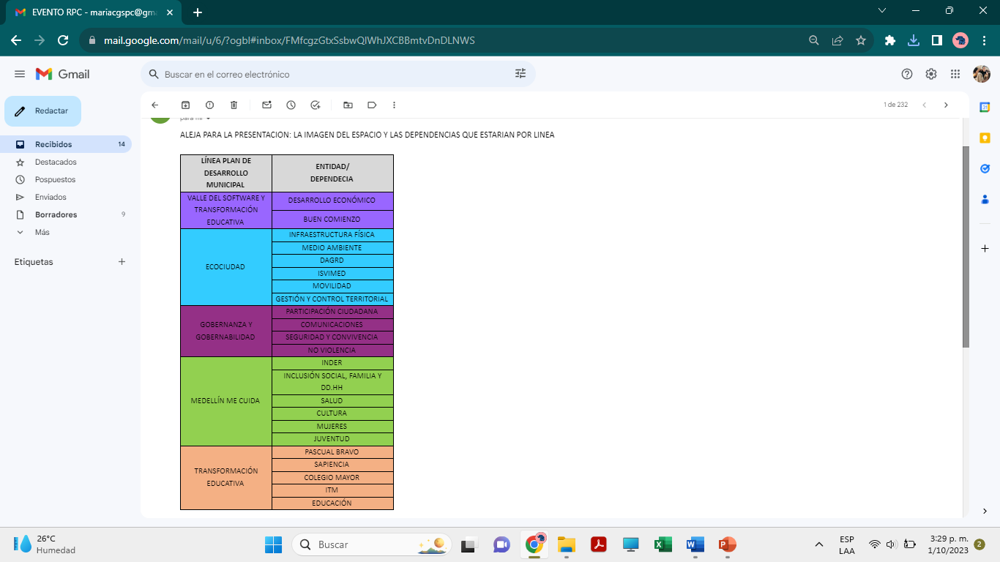 EVENTO RPC - mariacgspc@gma
mail.google.com/mail/u/6/?ogbl#inbox/FMfcgzGtxSsbwQlWhJXCBBmtvDnDLNWS
Gmail
Buscar en el correo electrónico
Redactar
1 de 232
Recibidos 14
Destacados
Pospuestos
Enviados
Borradores 9
Más
Etiquetas
para mí
ALEJA PARA LA PRESENTACION: LA IMAGEN DEL ESPACIO Y LAS DEPENDENCIAS QUE ESTARIAN POR LINEA
LÍNEA PLAN DE
DESARROLLO
MUNICIPAL
ENTIDAD/
DEPENDECIA
VALLE DEL SOFTWARE Y
TRANSFORMACIÓN
EDUCATIVA
DESARROLLO ECONÓMICO
BUEN COMIENZO
ECOCIUDAD
INFRAESTRUCTURA FÍSICA
MEDIO AMBIENTE
DAGRD
ISVIMED
MOVILIDAD
GESTIÓN Y CONTROL TERRITORIAL
GOBERNANZA Y
GOBERNABILIDAD
PARTICIPACIÓN CIUDADANA
COMUNICACIONES
SEGURIDAD Y CONVIVENCIA
NO VIOLENCIA
MEDELLÍN ME CUIDA
INDER
INCLUSIÓN SOCIAL, FAMILIA Y
DD.HH
SALUD
CULTURA
MUJERES
JUVENTUD
TRANSFORMACIÓN
EDUCATIVA
PASCUAL BRAVO
SAPIENCIA
COLEGIO MAYOR
ITM
EDUCACIÓN
26°C
Humedad
Buscar
ESP
LAA
3:29 p. m.
1/10/2023
2